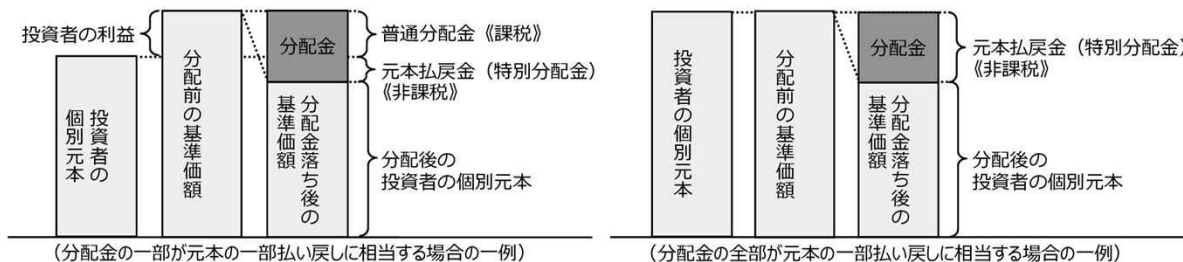 投資者の利益
投資者の
個別元本
分配前の基準価額
分配金
分配金落ち後の
基準価額
普通分配金《課税》
元本払戻金（特別分配金）
《非課税》
分配後の
投資者の個別元本
（分配金の一部が元本の一部払い戻しに相当する場合の一例）
投資者の個別元本
分配前の基準価額
分配金
分配金落ち後の
基準価額
元本払戻金（特別分配金）
《非課税》
分配後の
投資者の個別元本
（分配金の全部が元本の一部払い戻しに相当する場合の一例）